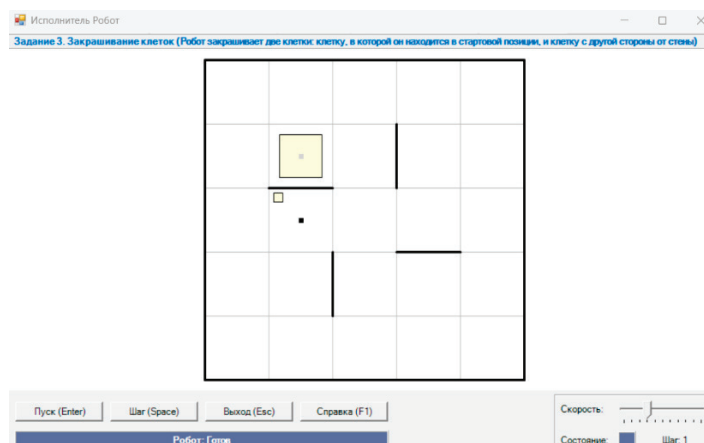 Исполнитель Робот
Задание 3. Закрашивание клеток (Робот закрашивает две клетки: клетку, в которой он находится в стартовой позиции, и клетку с другой стороны от стены)
Пуск (Enter) Шаг (Space) Выход (Esc) Справка (F1)
Скорость:
Робот: Готов
Состояние: Шаг: 1